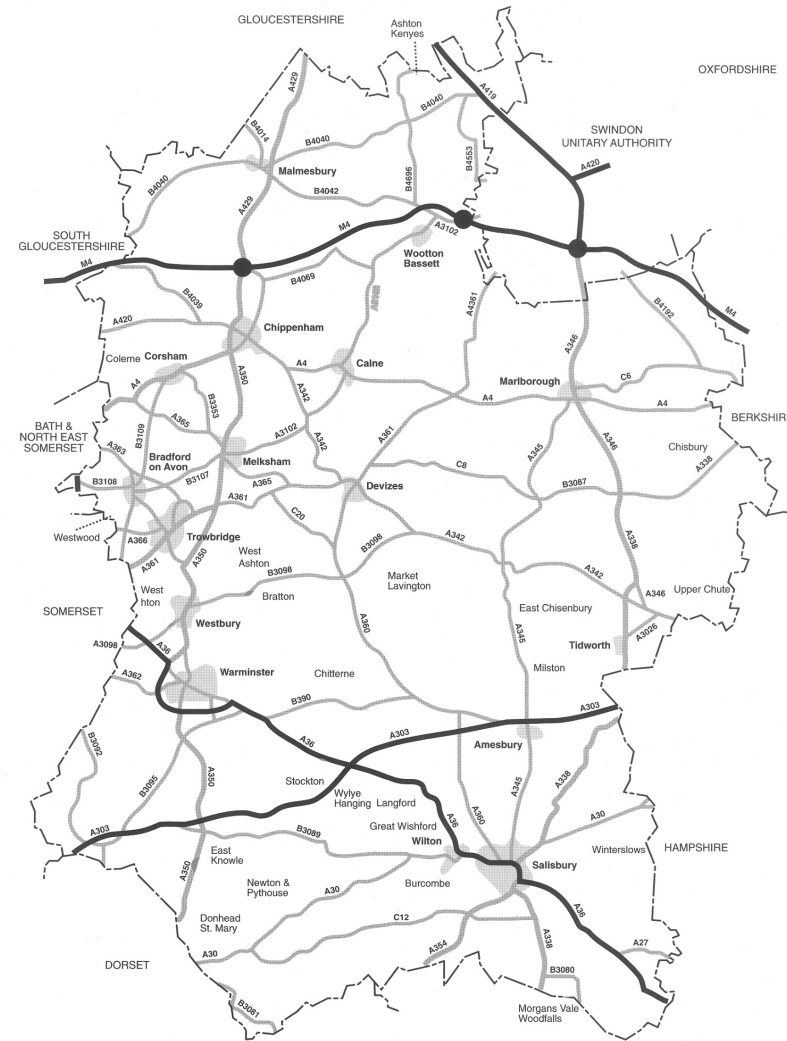 GLOUCESTERSHIRE
Ashton
Kenyes
OXFORDSHIRE
A429
A419
B4040
B4014
B4040
SWINDON
UNITARY AUTHORITY
B4553
A420
Malmesbury
B4040
B4042
B4696
A429
SOUTH
GLOUCESTERSHIRE
M4
M4
A3102
Wootton
Bassett
B4069
B4039
A4361
B4192
M4
A420
Chippenham
A346
Colerne
Corsham
A350
A4
Calne
Marlborough
C6
A4
A342
A4
A4
B3353
BATH &
NORTH EAST
SOMERSET
A365
A363
B3109
A3102
A342
A361
A345
A346
BERKSHIR
Chisbury
Bradford
on Avon
Melksham
C8
A338
B3108
B3107
A365
Devizes
B3087
A361
C20
Westwood
A366
Trowbridge
A361
A350
B3098
A342
A338
West
Ashton
West
hton
B3098
Bratton
Market
Lavington
A342
A346
Upper Chute
SOMERSET
Westbury
A360
East Chisenbury
A345
A3026
A3098
A36
Tidworth
A362
Warminster
Chitterne
Milston
B390
A303
A303
B3092
A36
Amesbury
A350
B3095
Stockton
A345
A338
Wylye
Hanging Langford
A360
A36
A30
A303
B3089
Great Wishford
Wilton
Winterslows
HAMPSHIRE
East
Knowle
Salisbury
A350
Newton &
Pythouse
A30
Burcombe
Donhead
St. Mary
C12
A36
A30
A354
A338
A27
DORSET
B3080
B3081
Morgans Vale
Woodfalls